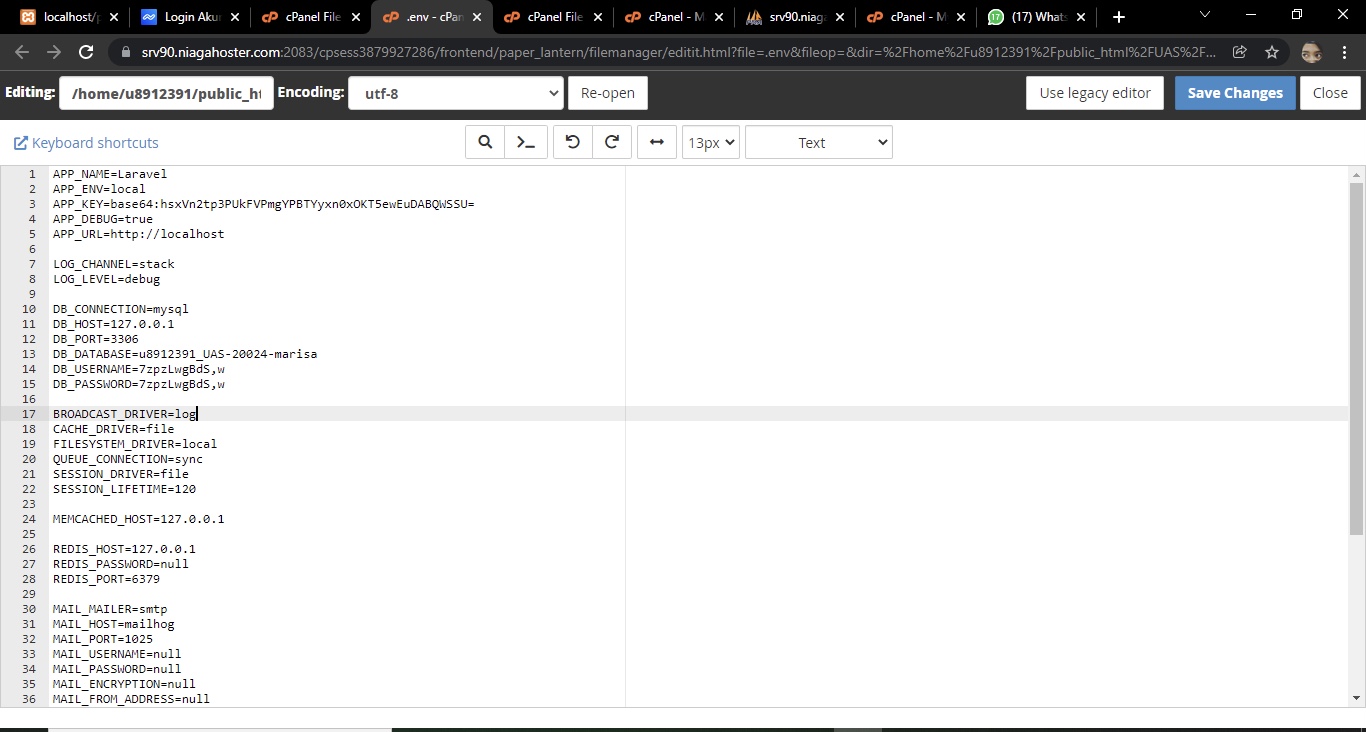 localhost/p
Login Aku
cPanel File
.env - cPan
cPanel File
cPanel - M
srv90.niag
cPanel - M
(17) Whats
srv90.niagahoster.com:2083/cpsess3879927286/frontend/paper_lantern/filemanager/editit.html?file=.env&fileop=&dir=%2Fhome%2Fu8912391%2Fpublic_html%2FUAS%2F...
Editing: /home/u8912391/public_ht Encoding: utf-8 Re-open Use legacy editor Save Changes Close
Keyboard shortcuts 13px Text
1 APP_NAME=Laravel
2 APP_ENV=local
3 APP_KEY=base64:hsxVn2tp3PUkFVPmgYPBTYyxn0xOKT5ewEuDABQWSSU=
4 APP_DEBUG=true
5 APP_URL=http://localhost
6
7 LOG_CHANNEL=stack
8 LOG_LEVEL=debug
9
10 DB_CONNECTION=mysql
11 DB_HOST=127.0.0.1
12 DB_PORT=3306
13 DB_DATABASE=u8912391_UAS-20024-marisa
14 DB_USERNAME=7zpzLwgBdS,w
15 DB_PASSWORD=7zpzLwgBdS,w
16
17 BROADCAST_DRIVER=log
18 CACHE_DRIVER=file
19 FILESYSTEM_DRIVER=local
20 QUEUE_CONNECTION=sync
21 SESSION_DRIVER=file
22 SESSION_LIFETIME=120
23
24 MEMCACHED_HOST=127.0.0.1
25
26 REDIS_HOST=127.0.0.1
27 REDIS_PASSWORD=null
28 REDIS_PORT=6379
29
30 MAIL_MAILER=smtp
31 MAIL_HOST=mailhog
32 MAIL_PORT=1025
33 MAIL_USERNAME=null
34 MAIL_PASSWORD=null
35 MAIL_ENCRYPTION=null
36 MAIL_FROM_ADDRESS=null